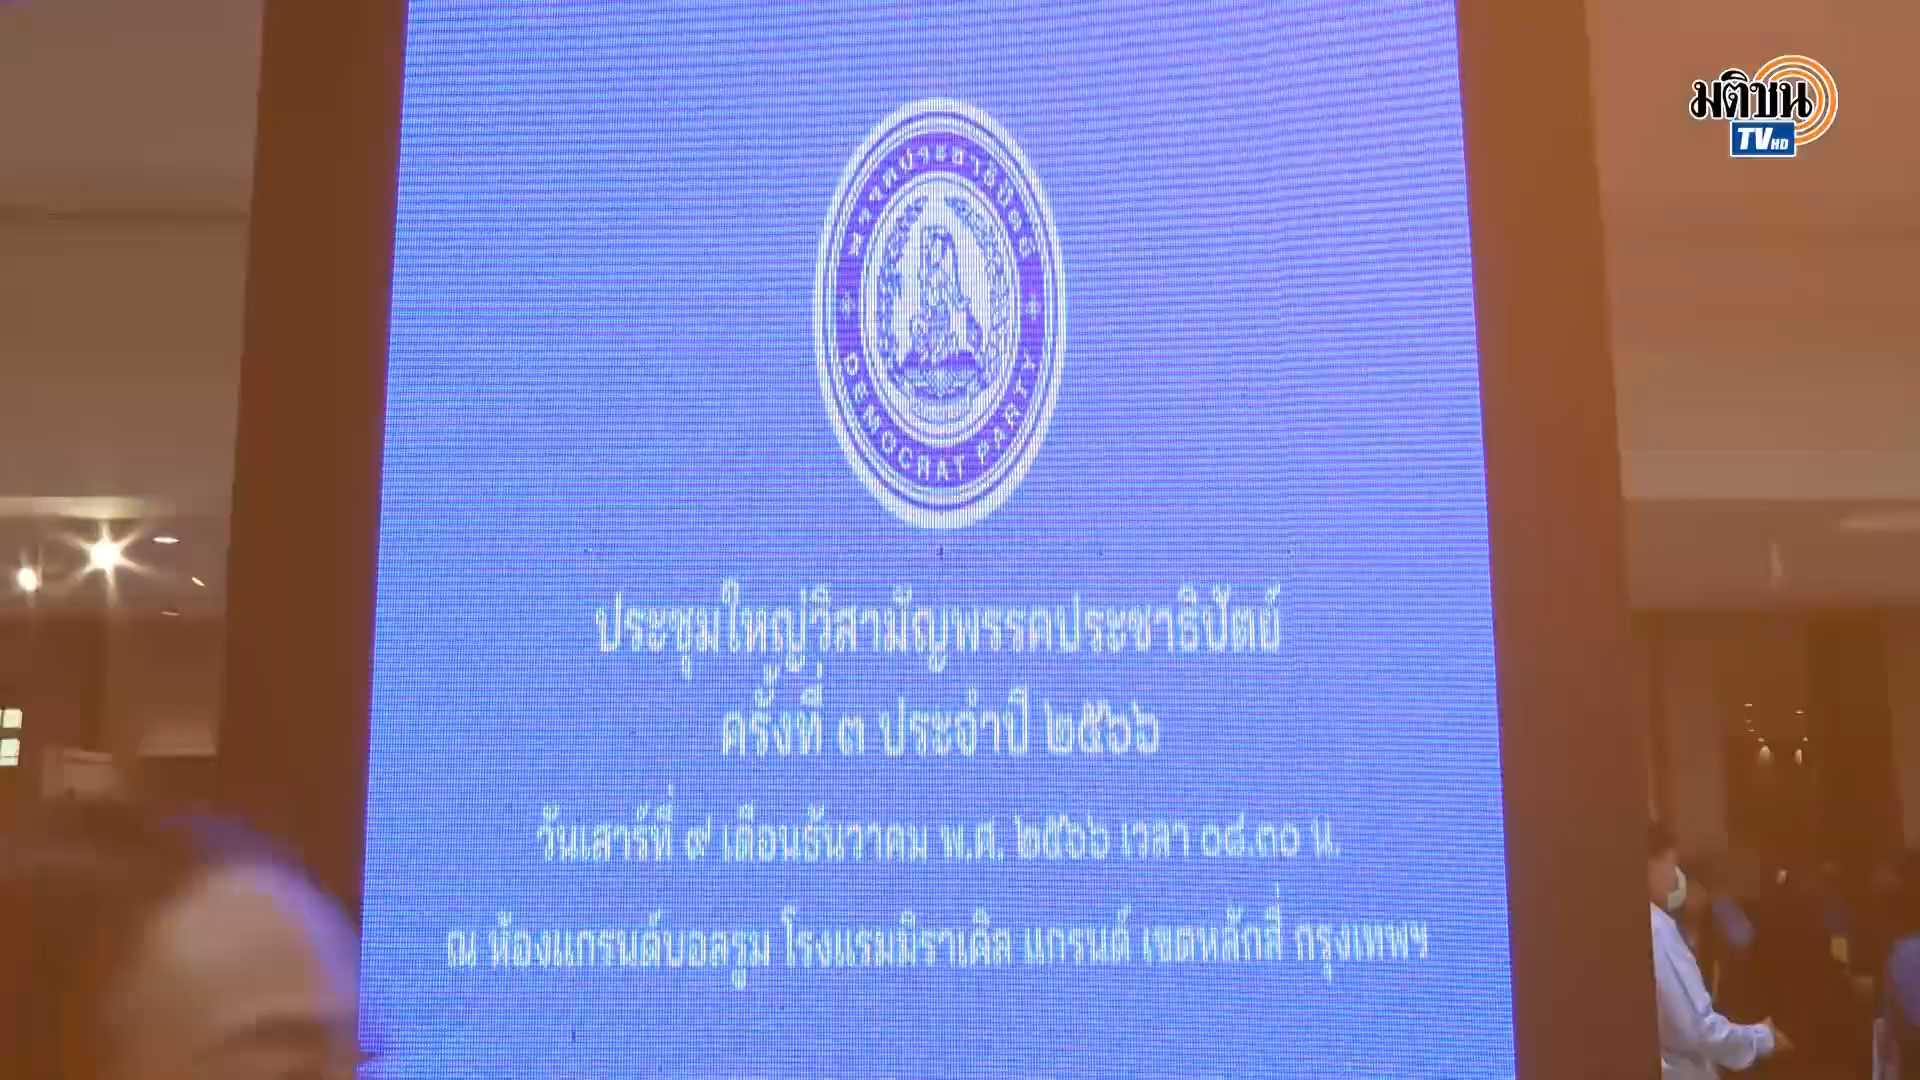 มติชน
TV HD
พรรคประชาธิปัตย์
DEMOCRAT PARTY
ประชุมใหญ่วิสามัญพรรคประชาธิปัตย์
ครั้งที่ ๓ ประจำปี ๒๕๖๖
วันเสาร์ที่ ๙ เดือนธันวาคม พ.ศ. ๒๕๖๖ เวลา ๐๘.๓๐ น.
ณ ห้องแกรนด์บอลรูม โรงแรมมิราเคิล แกรนด์ เขตหลักสี่ กรุงเทพฯ